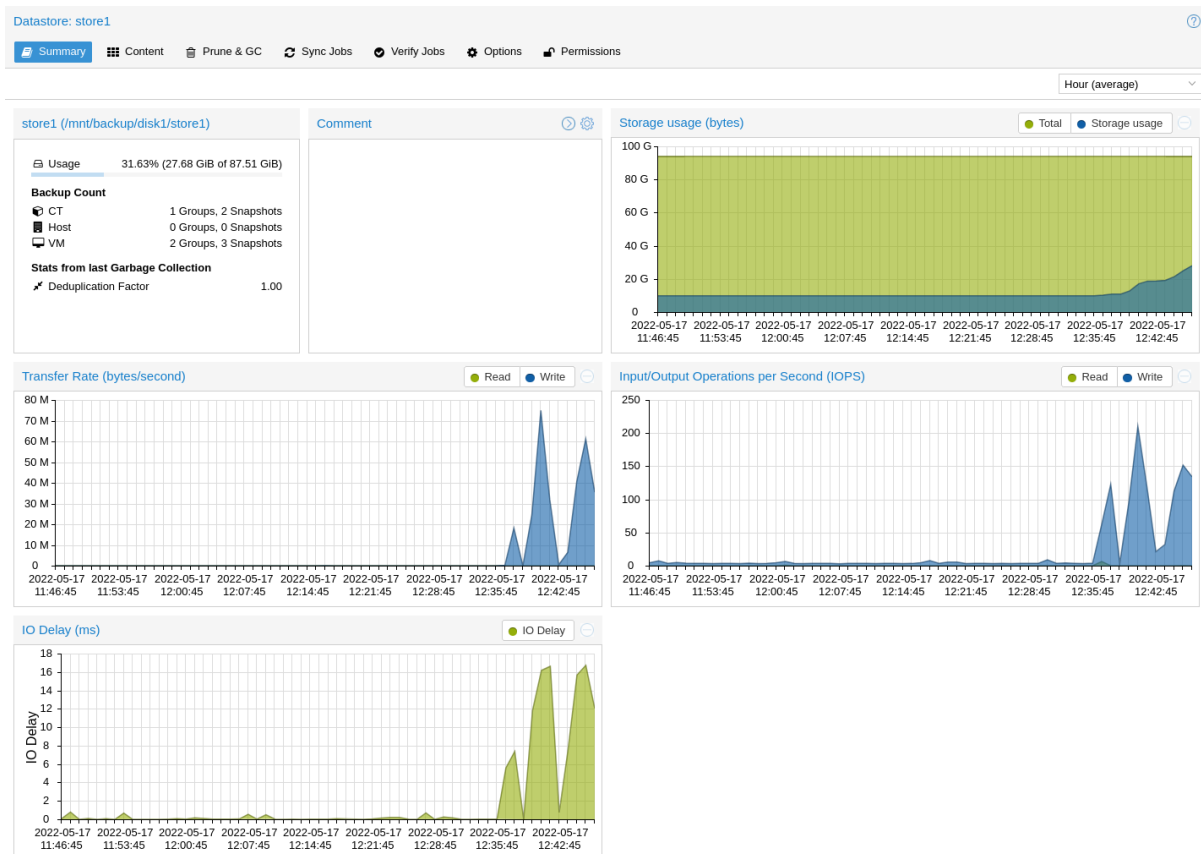 Datastore: store1
Summary Content Prune & GC Sync Jobs Verify Jobs Options Permissions
Hour (average)
store1 (/mnt/backup/disk1/store1)
Usage 31.63% (27.68 GiB of 87.51 GiB)
Backup Count
CT 1 Groups, 2 Snapshots
Host 0 Groups, 0 Snapshots
VM 2 Groups, 3 Snapshots
Stats from last Garbage Collection
Deduplication Factor 1.00
Comment
Storage usage (bytes)
Total Storage usage
100 G
80 G
60 G
40 G
20 G
0
2022-05-17 2022-05-17 2022-05-17 2022-05-17 2022-05-17 2022-05-17 2022-05-17 2022-05-17 2022-05-17
11:46:45 11:53:45 12:00:45 12:07:45 12:14:45 12:21:45 12:28:45 12:35:45 12:42:45
Transfer Rate (bytes/second)
Read Write
80 M
70 M
60 M
50 M
40 M
30 M
20 M
10 M
0
2022-05-17 2022-05-17 2022-05-17 2022-05-17 2022-05-17 2022-05-17 2022-05-17 2022-05-17 2022-05-17
11:46:45 11:53:45 12:00:45 12:07:45 12:14:45 12:21:45 12:28:45 12:35:45 12:42:45
Input/Output Operations per Second (IOPS)
Read Write
250
200
150
100
50
0
2022-05-17 2022-05-17 2022-05-17 2022-05-17 2022-05-17 2022-05-17 2022-05-17 2022-05-17 2022-05-17
11:46:45 11:53:45 12:00:45 12:07:45 12:14:45 12:21:45 12:28:45 12:35:45 12:42:45
IO Delay (ms)
IO Delay
IO Delay
18
16
14
12
10
8
6
4
2
0
2022-05-17 2022-05-17 2022-05-17 2022-05-17 2022-05-17 2022-05-17 2022-05-17 2022-05-17 2022-05-17
11:46:45 11:53:45 12:00:45 12:07:45 12:14:45 12:21:45 12:28:45 12:35:45 12:42:45